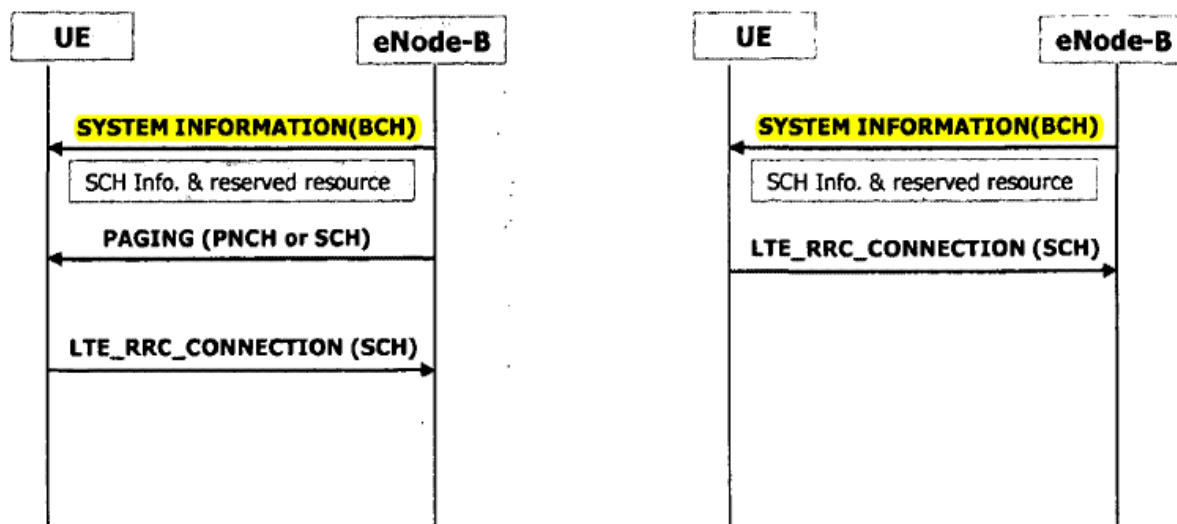 UE
eNode-B
SYSTEM INFORMATION(BCH)
SCH Info. & reserved resource
PAGING (PNCH or SCH)
LTE_RRC_CONNECTION (SCH)
UE
eNode-B
SYSTEM INFORMATION(BCH)
SCH Info. & reserved resource
LTE_RRC_CONNECTION (SCH)